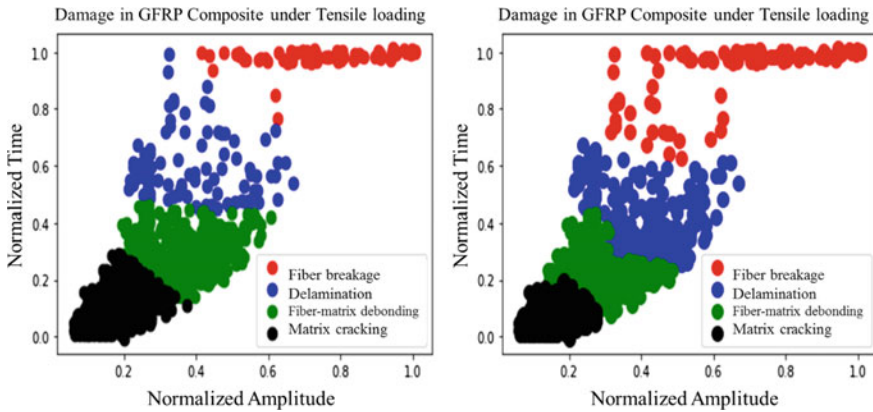 Damage in GFRP Composite under Tensile loading
Normalized Time
1.0
0.8
0.6
0.4
0.2
0.0
Fiber breakage
Delamination
Fiber-matrix debonding
Matrix cracking
0.2 0.4 0.6 0.8 1.0
Normalized Amplitude
Damage in GFRP Composite under Tensile loading
Normalized Time
1.0
0.8
0.6
0.4
0.2
0.0
Fiber breakage
Delamination
Fiber-matrix debonding
Matrix cracking
0.2 0.4 0.6 0.8 1.0
Normalized Amplitude